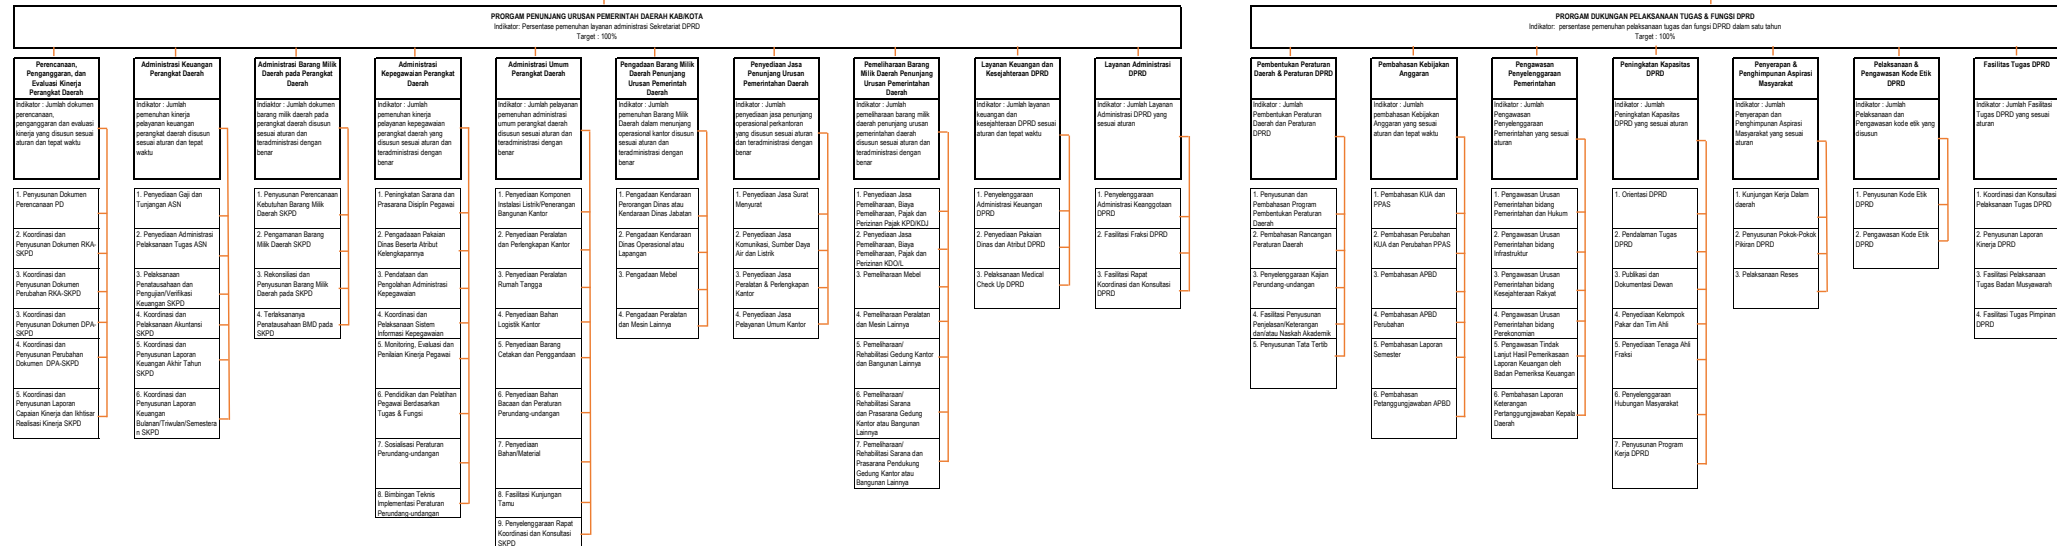 PRORGAM PENUNJANG URUSAN PEMERINTAH DAERAH KAB/KOTA
Indikator: Persentase pemenuhan layanan administrasi Sekretariat DPRD
Target : 100%
Perencanaan,
Penganggaran, dan
Evaluasi Kinerja
Perangkat Daerah
Indikator : Jumlah dokumen
perencanaan,
penganggaran dan evaluasi
kinerja yang disusun sesuai
aturan dan tepat waktu
1. Penyusunan Dokumen
Perencanaan PD
2. Koordinasi dan
Penyusunan Dokumen RKA-
SKPD
3. Koordinasi dan
Penyusunan Dokumen
Perubahan RKA-SKPD
3. Koordinasi dan
Penyusunan Dokumen DPA-
SKPD
4. Koordinasi dan
Penyusunan Perubahan
Dokumen DPA-SKPD
5. Koordinasi dan
Penyusunan Laporan
Capaian Kinerja dan Ikhtisar
Realisasi Kinerja SKPD
Administrasi Keuangan
Perangkat Daerah
Indikator : Jumlah
pemenuhan kinerja
pelayanan keuangan
perangkat daerah disusun
sesuai aturan dan tepat
waktu
1. Penyediaan Gaji dan
Tunjangan ASN
2. Penyediaan Administrasi
Pelaksanaan Tugas ASN
3. Pelaksanaan
Penatausahaan dan
Pengujian/Verifikasi
Keuangan SKPD
4. Koordinasi dan
Pelaksanaan Akuntansi
SKPD
5. Koordinasi dan
Penyusunan Laporan
Keuangan Akhir Tahun
SKPD
6. Koordinasi dan
Penyusunan Laporan
Keuangan
Bulanan/Triwulan/Semestera
n SKPD
Administrasi Barang Milik
Daerah pada Perangkat
Daerah
Indiaktor : Jumlah dokumen
barang milik daerah pada
perangkat daerah disusun
sesuai aturan dan
teradministrasi dengan
benar
1. Penyusunan Perencanaan
Kebutuhan Barang Milik
Daerah SKPD
2. Pengamanan Barang
Milik Daerah SKPD
3. Rekonsiliasi dan
Penyusunan Barang Milik
Daerah pada SKPD
4. Terlaksananya
Penatausahaan BMD pada
SKPD
Administrasi
Kepegawaian Perangkat
Daerah
Indikator : Jumlah
pemenuhan kinerja
pelayanan kepegawaian
perangkat daerah yang
disusun sesuai aturan dan
teradministrasi dengan
benar
1. Peningkatan Sarana dan
Prasarana Disiplin Pegawai
2. Pengadaaan Pakaian
Dinas Beserta Atribut
Kelengkapannya
3. Pendataan dan
Pengolahan Administrasi
Kepegawaian
4. Koordinasi dan
Pelaksanaan Sistem
Informasi Kepegawaian
5. Monitoring, Evaluasi dan
Penilaian Kinerja Pegawai
6. Pendidikan dan Pelatihan
Pegawai Berdasarkan
Tugas & Fungsi
7. Sosialisasi Peraturan
Perundang-undangan
8. Bimbingan Teknis
Implementasi Peraturan
Perundang-undangan
Administrasi Umum
Perangkat Daerah
Indikator : Jumlah pelayanan
pemenuhan administrasi
umum perangkat daerah
disusun sesuai aturan dan
teradministrasi dengan
benar
1. Penyediaan Komponen
Instalasi Listrik/Penerangan
Bangunan Kantor
2. Penyediaan Peralatan
dan Perlengkapan Kantor
3. Penyediaan Peralatan
Rumah Tangga
4. Penyediaan Bahan
Logistik Kantor
5. Penyediaan Barang
Cetakan dan Penggandaan
6. Penyediaan Bahan
Bacaan dan Peraturan
Perundang-undangan
7. Penyediaan
Bahan/Material
8. Fasilitasi Kunjungan
Tamu
9. Penyelenggaraan Rapat
Koordinasi dan Konsultasi
SKPD
Pengadaan Barang Milik
Daerah Penunjang
Urusan Pemerintah
Daerah
Indikator : Jumlah
pemenuhan Barang Milik
Daerah dalam menunjang
operasional kantor disusun
sesuai aturan dan
teradministrasi dengan
benar
1. Pengadaan Kendaraan
Perorangan Dinas atau
Kendaraan Dinas Jabatan
2. Pengadaan Kendaraan
Dinas Operasional atau
Lapangan
3. Pengadaan Mebel
4. Pengadaan Peralatan
dan Mesin Lainnya
Penyediaan Jasa
Penunjang Urusan
Pemerintahan Daerah
Indikator : Jumlah
penyediaan jasa penunjang
operasional perkantoran
yang disusun sesuai aturan
dan teradministrasi dengan
benar
1. Penyediaan Jasa Surat
Menyurat
2. Penyediaan Jasa
Komunikasi, Sumber Daya
Air dan Listrik
3. Penyediaan Jasa
Peralatan & Perlengkapan
Kantor
4. Penyediaan Jasa
Pelayanan Umum Kantor
Pemeliharaan Barang
Milik Daerah Penunjang
Urusan Pemerintahan
Daerah
Indikator : Jumlah
pemeliharaan barang milik
daerah penunjang urusan
pemerintahan daerah
disusun sesuai aturan dan
teradministrasi dengan
benar
1. Penyediaan Jasa
Pemeliharaan, Biaya
Pemeliharaan, Pajak dan
Perizinan Pajak KPD/KDJ
2. Penyediaan Jasa
Pemeliharaan, Biaya
Pemeliharaan, Pajak dan
Perizinan KDO/L
3. Pemeliharaan Mebel
4. Pemeliharaan Peralatan
dan Mesin Lainnya
5. Pemeliharaan/
Rehabilitasi Gedung Kantor
dan Bangunan Lainnya
6. Pemeliharaan/
Rehabilitasi Sarana
dan Prasarana Gedung
Kantor atau Bangunan
Lainnya
7. Pemeliharaan/
Rehabilitasi Sarana dan
Prasarana Pendukung
Gedung Kantor atau
Bangunan Lainnya
Layanan Keuangan dan
Kesejahteraan DPRD
Indikator : Jumlah layanan
keuangan dan
kesejahteraan DPRD sesuai
aturan dan tepat waktu
1. Penyelenggaraan
Administrasi Keuangan
DPRD
2. Penyediaan Pakaian
Dinas dan Atribut DPRD
3. Pelaksanaan Medical
Check Up DPRD
Layanan Administrasi
DPRD
Indikator : Jumlah Layanan
Administrasi DPRD yang
sesuai aturan
1. Penyelenggaraan
Administrasi Keanggotaan
DPRD
2. Fasilitasi Fraksi DPRD
3. Fasilitasi Rapat
Koordinasi dan Konsultasi
DPRD
PRORGAM DUKUNGAN PELAKSANAAN TUGAS & FUNGSI DPRD
Indikator: persentase pemenuhan pelaksanaan tugas dan fungsi DPRD dalam satu tahun
Target : 100%
Pembentukan Peraturan
Daerah & Peraturan DPRD
Indikator : Jumlah
Pembentukan Peraturan
Daerah dan Peraturan
DPRD
1. Penyusunan dan
Pembahasan Program
Pembentukan Peraturan
Daerah
2. Pembahasan Rancangan
Peraturan Daerah
3. Penyelenggaran Kajian
Perundang-undangan
4. Fasilitasi Penyusunan
Penjelasan/Keterangan
dan/atau Naskah Akademik
5. Penyusunan Tata Tertib
Pembahasan Kebijakan
Anggaran
Indikator : Jumlah
pembahasan Kebijakan
Anggaran yang sesuai
aturan dan tepat waktu
1. Pembahasan KUA dan
PPAS
2. Pembahasan Perubahan
KUA dan Perubahan PPAS
3. Pembahasan APBD
4. Pembahasan APBD
Perubahan
5. Pembahasan Laporan
Semester
6. Pembahasan
Petanggungjawaban APBD
Pengawasan
Penyelenggaraan
Pemerintahan
Indikator : Jumlah
Pengawasan
Penyelenggaraan
Pemerintahan yang sesuai
aturan
1. Pengawasan Urusan
Pemerintahan bidang
Pemerintahan dan Hukum
2. Pengawasan Urusan
Pemerintahan bidang
Infrastruktur
3. Pengawasan Urusan
Pemerintahan bidang
Kesejahteraan Rakyat
4. Pengawasan Urusan
Pemerintahan bidang
Perekonomian
5. Pengawasan Tindak
Lanjut Hasil Pemerikasaan
Laporan Keuangan oleh
Badan Pemeriksa Keuangan
6. Pembahasan Laporan
Keterangan
Pertanggungjawaban Kepala
Daerah
Peningkatan Kapasitas
DPRD
Indikator : Jumlah
Peningkatan Kapasitas
DPRD yang sesuai aturan
1. Orientasi DPRD
2. Pendalaman Tugas
DPRD
3. Publikasi dan
Dokumentasi Dewan
4. Penyediaan Kelompok
Pakar dan Tim Ahli
5. Penyediaan Tenaga Ahli
Fraksi
6. Penyelenggaraan
Hubungan Masyarakat
7. Penyusunan Program
Kerja DPRD
Penyerapan &
Penghimpunan Aspirasi
Masyarakat
Indikator : Jumlah
Penyerapan dan
Penghimpunan Aspirasi
Masyarakat yang sesuai
aturan
1. Kunjungan Kerja Dalam
daerah
2. Penyusunan Pokok-Pokok
Pikiran DPRD
3. Pelaksanaan Reses
Pelaksanaan &
Pengawasan Kode Etik
DPRD
Indikator : Jumlah
Pelaksanaan dan
Pengawasan kode etik yang
disusun
1. Penyusunan Kode Etik
DPRD
2. Pengawasan Kode Etik
DPRD
Fasilitas Tugas DPRD
Indikator : Jumlah Fasilitasi
Tugas DPRD yang sesuai
aturan
1. Koordinasi dan Konsultasi
Pelaksanaan Tugas DPRD
2. Penyusunan Laporan
Kinerja DPRD
3. Fasilitasi Pelaksanaan
Tugas Badan Musyawarah
4. Fasilitasi Tugas Pimpinan
DPRD